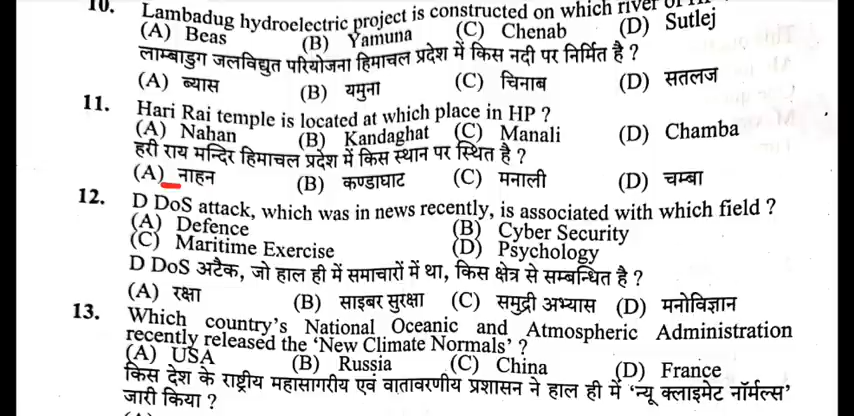 10. Lambadug hydroelectric project is constructed on which river of
(A) Beas (B) Yamuna (C) Chenab (D) Sutlej
लाम्बाडुग जलविद्युत परियोजना हिमाचल प्रदेश में किस नदी पर निर्मित है ?
(A) ब्यास (B) यमुना (C) चिनाब (D) सतलज
11. Hari Rai temple is located at which place in HP ?
(A) Nahan (B) Kandaghat (C) Manali (D) Chamba
हरी राय मन्दिर हिमाचल प्रदेश में किस स्थान पर स्थित है ?
(A) नाहन (B) कण्डाघाट (C) मनाली (D) चम्बा
12. D DoS attack, which was in news recently, is associated with which field ?
(A) Defence (B) Cyber Security
(C) Maritime Exercise (D) Psychology
D DoS अटैक, जो हाल ही में समाचारों में था, किस क्षेत्र से सम्बन्धित है ?
(A) रक्षा (B) साइबर सुरक्षा (C) समुद्री अभ्यास (D) मनोविज्ञान
13. Which country's National Oceanic and Atmospheric Administration
recently released the 'New Climate Normals' ?
(A) USA (B) Russia (C) China (D) France
किस देश के राष्ट्रीय महासागरीय एवं वातावरणीय प्रशासन ने हाल ही में 'न्यू क्लाइमेट नॉर्मल्स'
जारी किया ?